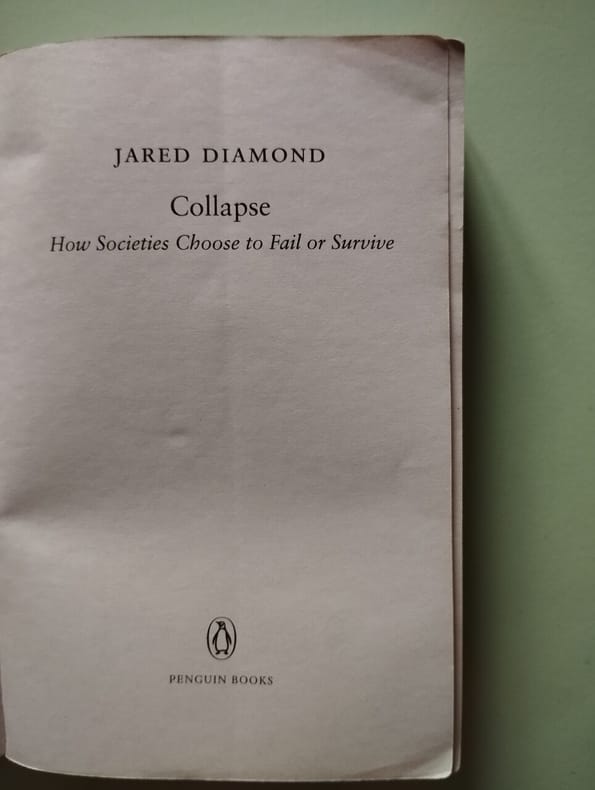 JARED DIAMOND
Collapse
How Societies Choose to Fail or Survive
PENGUIN BOOKS